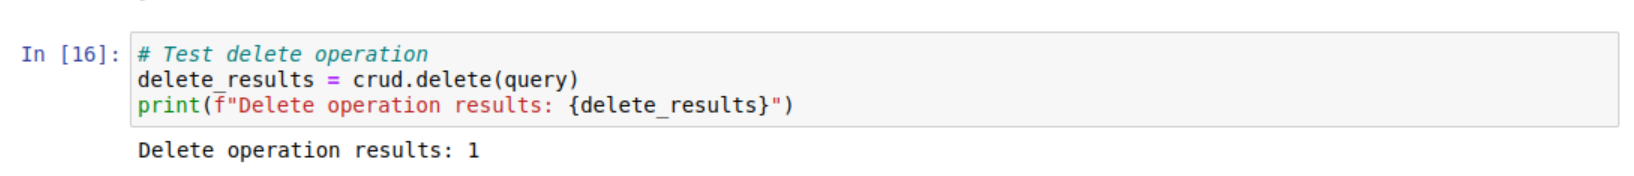 In [16]: # Test delete operation
delete_results = crud.delete(query)
print(f"Delete operation results: {delete_results}")
Delete operation results: 1